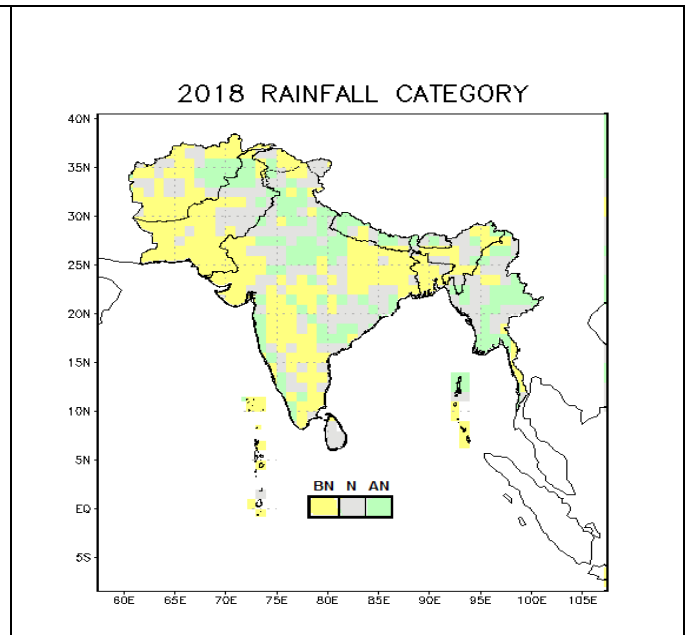 2018 RAINFALL CATEGORY
40N
35N
30N
25N
20N
15N
10N
5N
EQ
5S
BN N AN
60E 65E 70E 75E 80E 85E 90E 95E 100E 105E